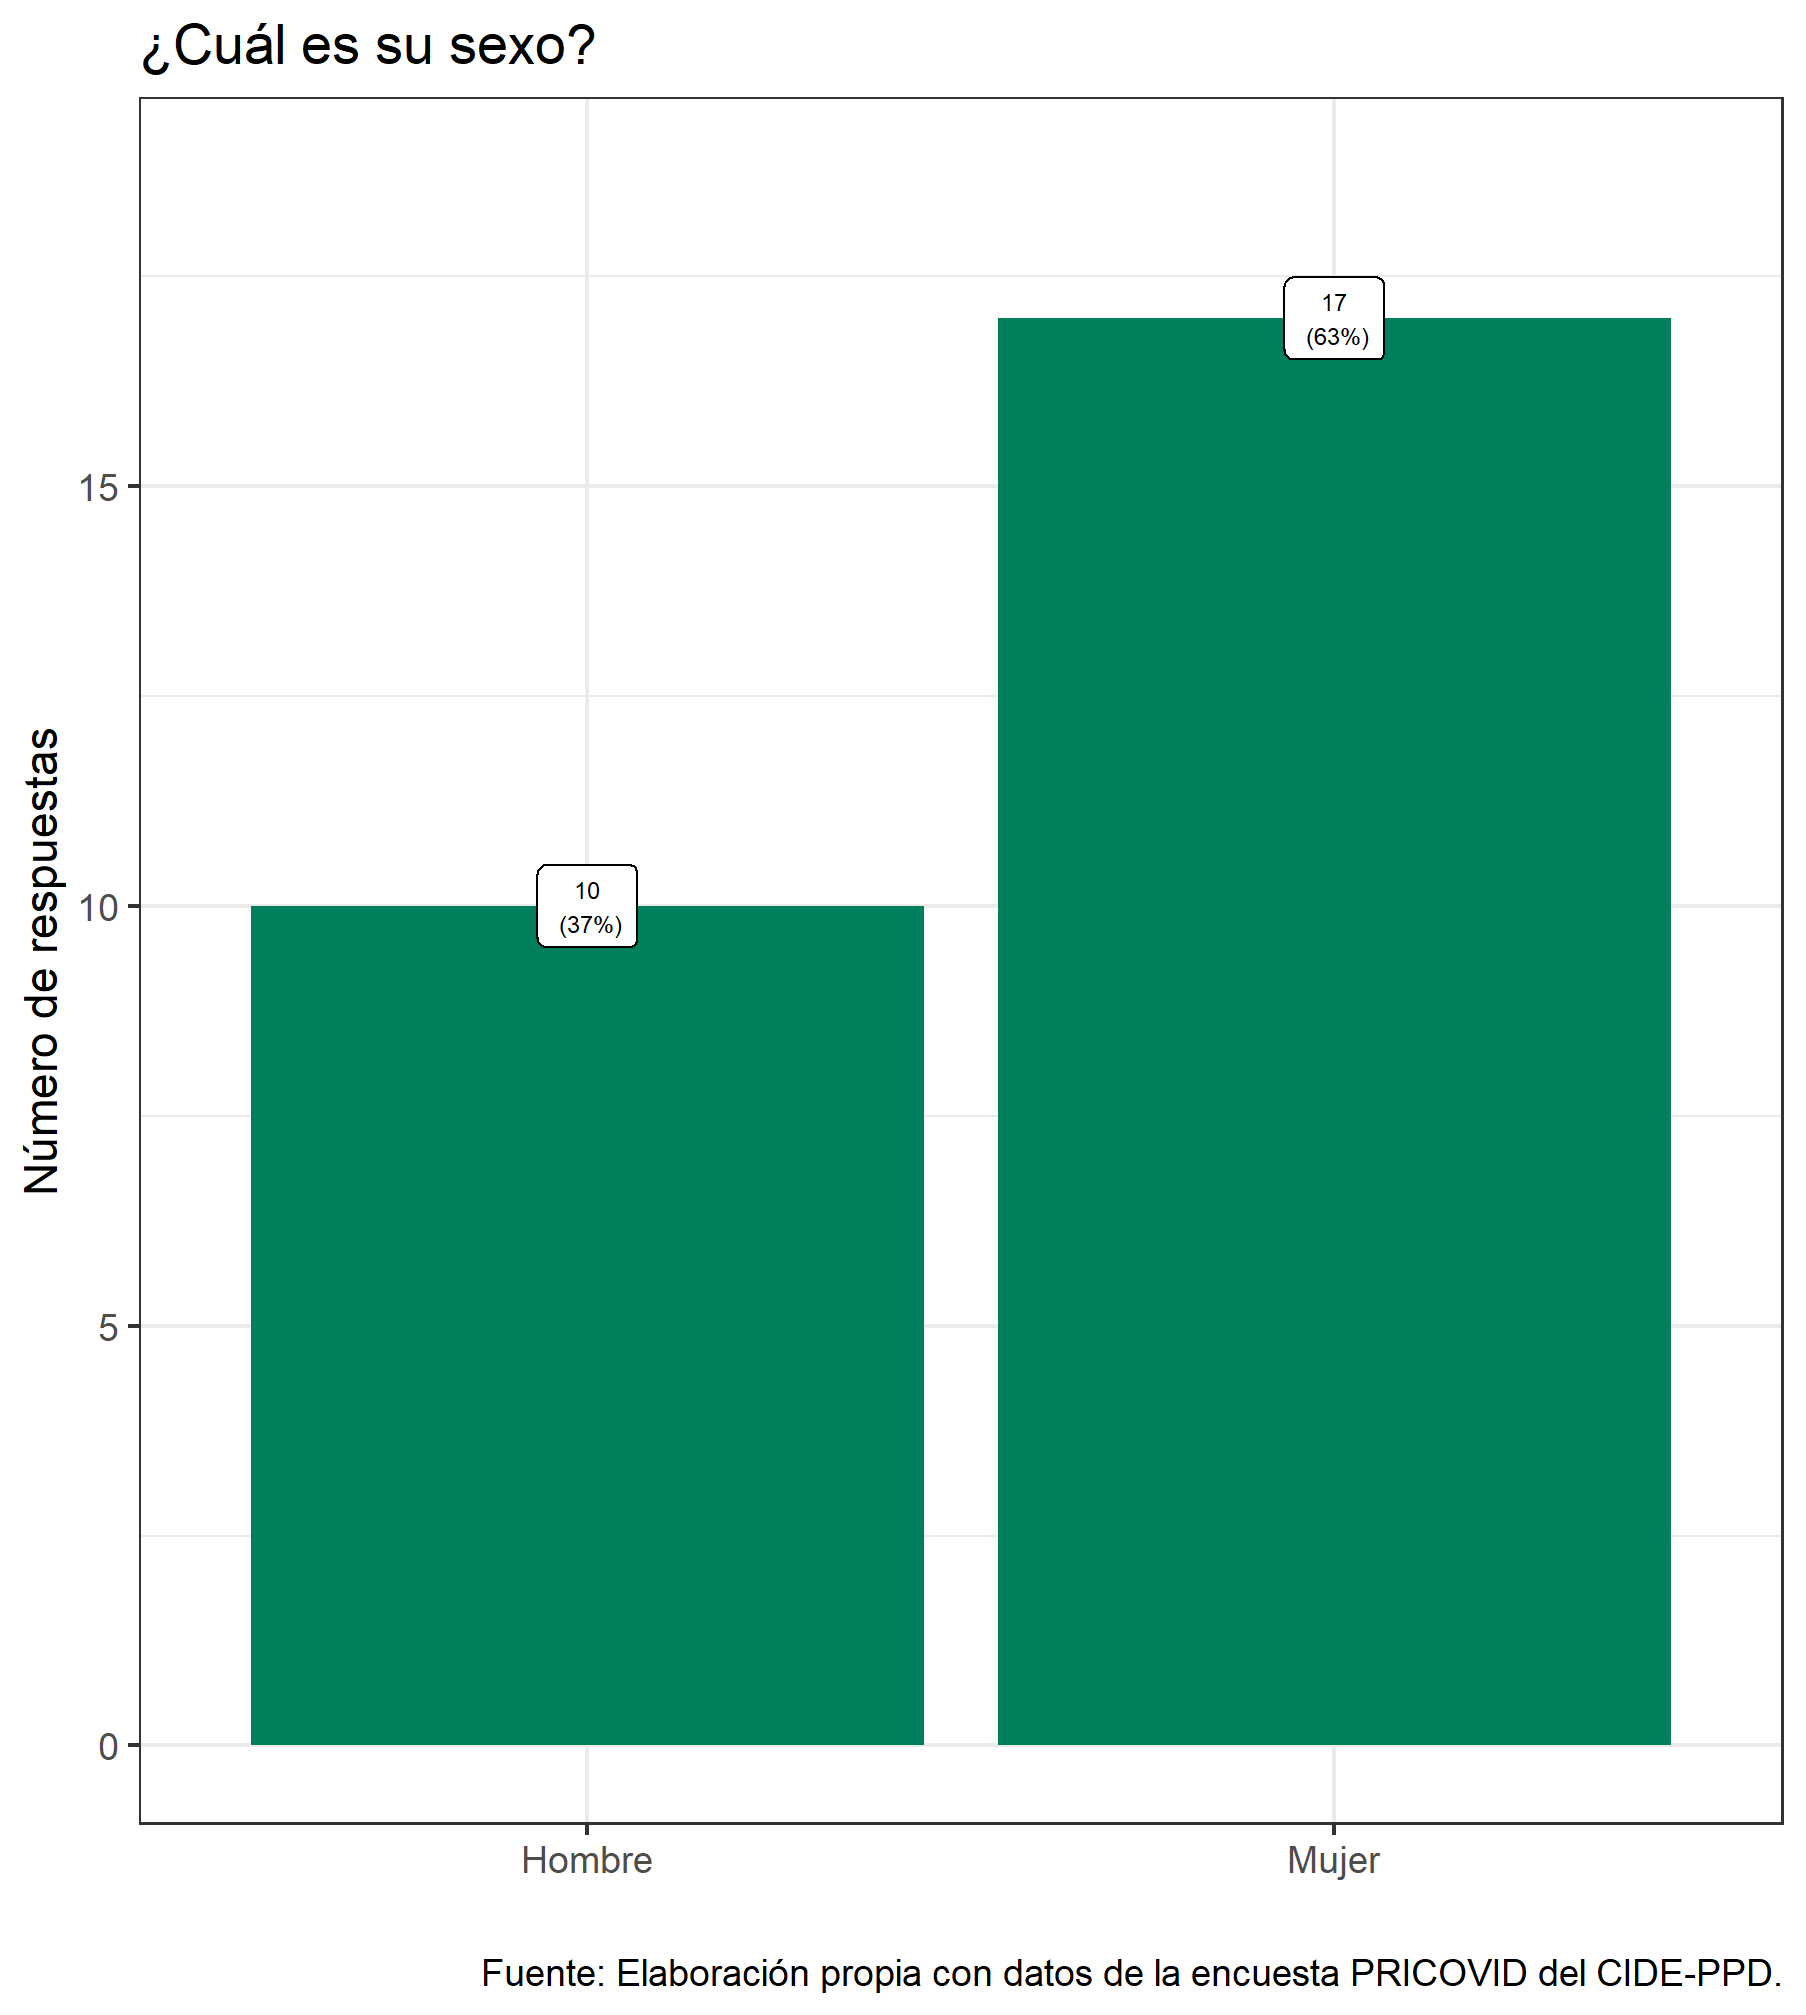 ¿Cuál es su sexo?
Número de respuestas
15
10
5
0
10
(37%)
17
(63%)
Hombre
Mujer
Fuente: Elaboración propia con datos de la encuesta PRICOVID del CIDE-PPD.